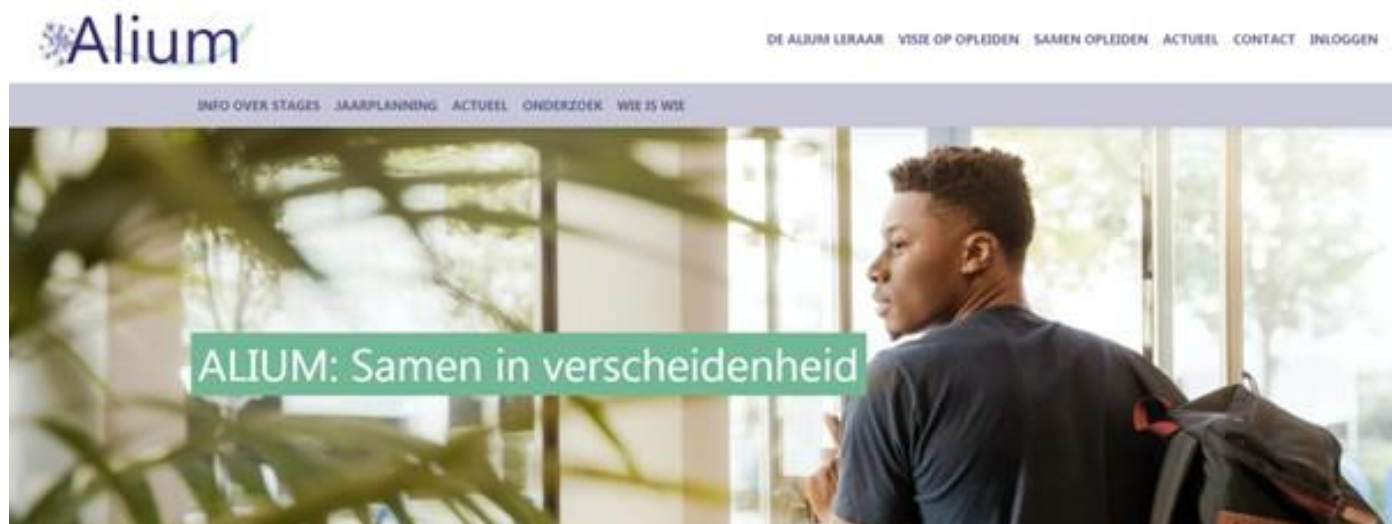 Alium
DE ALIUM LERAAR VISIE OP OPLEIDEN SAMEN OPLEIDEN ACTUEEL CONTACT INLOGGEN
INFO OVER STAGES JAARPLANNING ACTUEEL ONDERZOEK WIE IS WIE
ALIUM: Samen in verscheidenheid